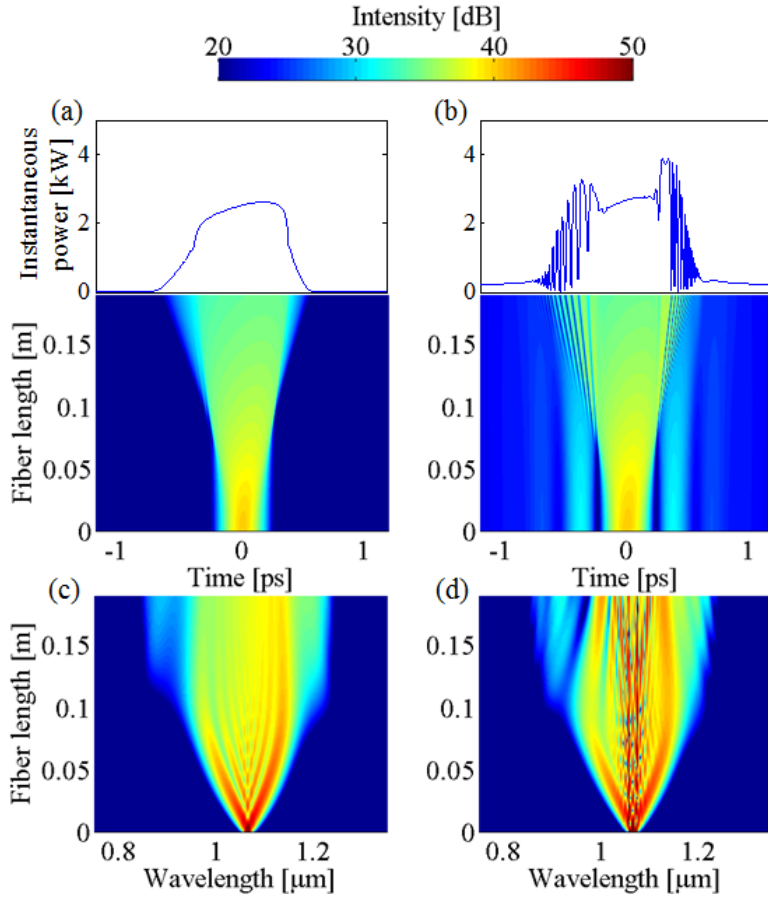 Intensity [dB]
20 30 40 50
(a) (b)
Instantaneous
power [kW]
4 4
2 2
0 0
Fiber length [m]
0.15 0.15
0.1 0.1
0.05 0.05
0 0
-1 0 1 -1 0 1
Time [ps] Time [ps]
(c) (d)
Fiber length [m]
0.15 0.15
0.1 0.1
0.05 0.05
0 0
0.8 1 1.2 0.8 1 1.2
Wavelength [μm] Wavelength [μm]